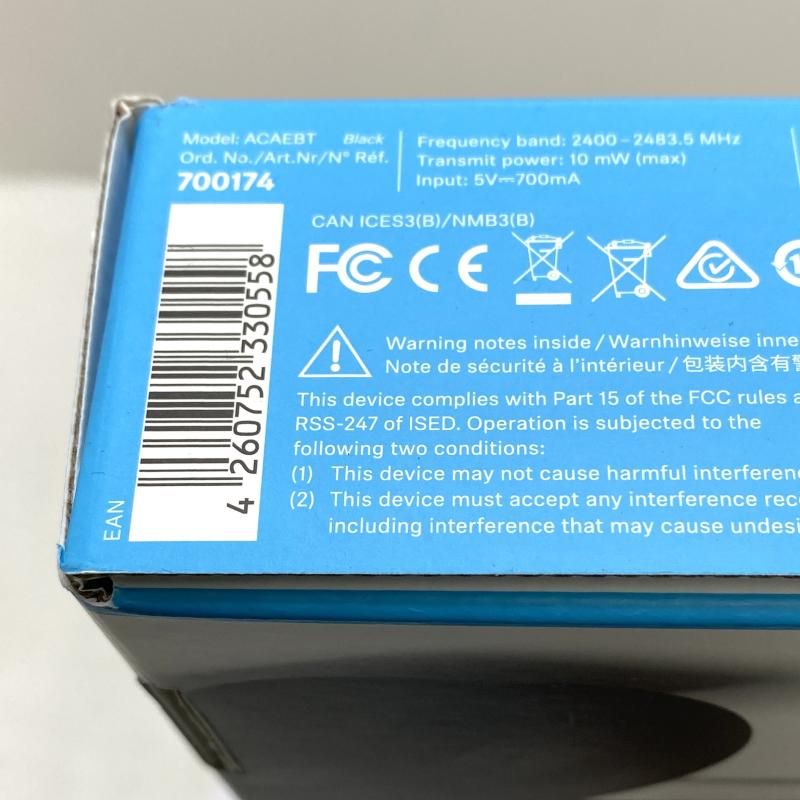 Model: ACAEBT Black
Ord. No./Art.Nr/N° Réf.
700174
Frequency band: 2400–2483.5 MHz
Transmit power: 10 mW (max)
Input: 5V⎓700mA
CAN ICES3(B)/NMB3(B)
FC CE
Warning notes inside / Warnhinweise inne
Note de sécurité à l'intérieur / 包装内含有警
This device complies with Part 15 of the FCC rules a
RSS-247 of ISED. Operation is subjected to the
following two conditions:
(1) This device may not cause harmful interferen
(2) This device must accept any interference rec
including interference that may cause undesi
EAN
4 260752 330558